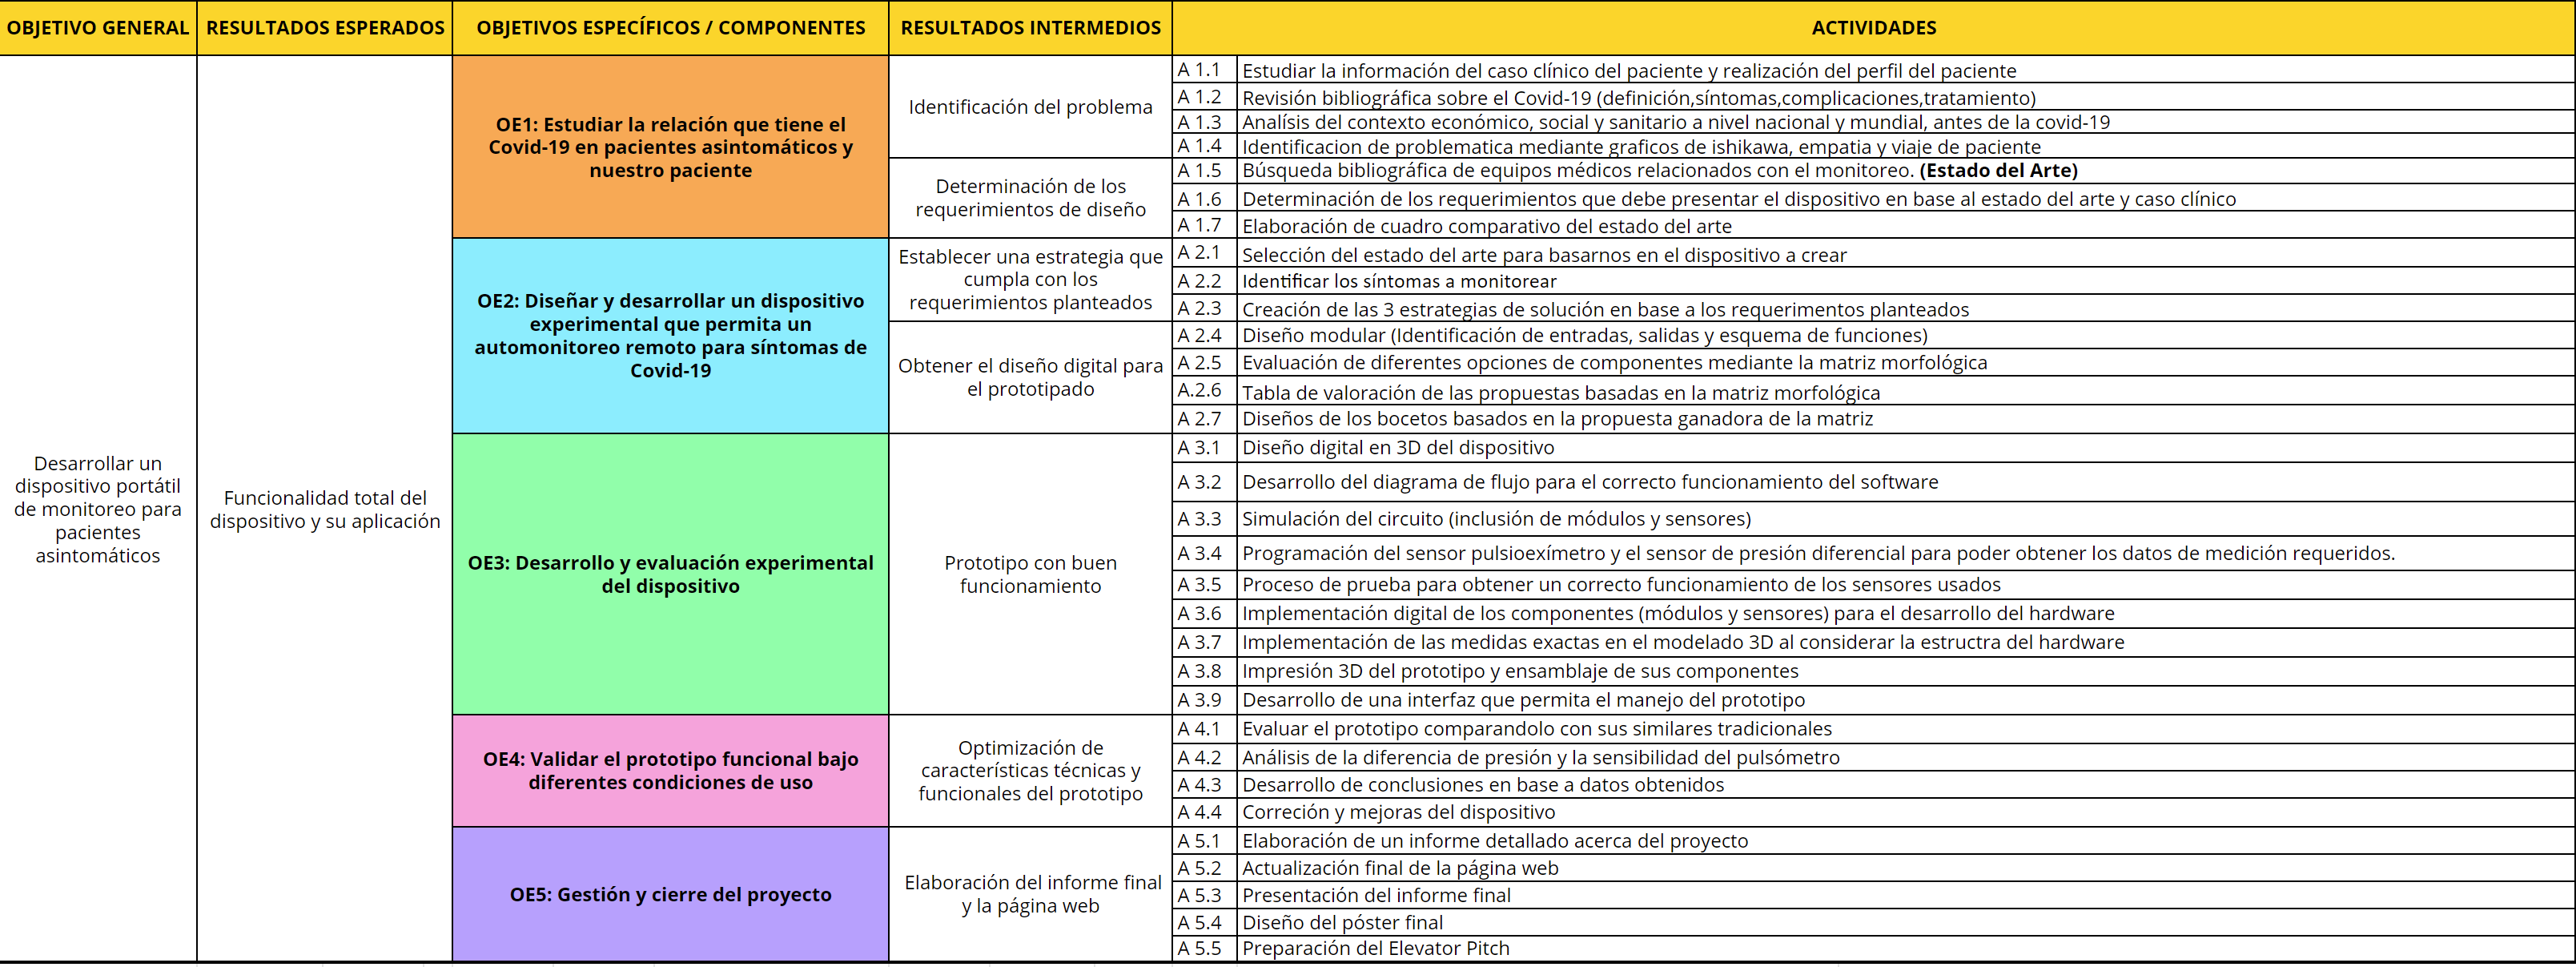 OBJETIVO GENERAL
RESULTADOS ESPERADOS
OBJETIVOS ESPECÍFICOS / COMPONENTES
RESULTADOS INTERMEDIOS
ACTIVIDADES
Desarrollar un
dispositivo portátil
de monitoreo para
pacientes
asintomáticos
Funcionalidad total del
dispositivo y su aplicación
OE1: Estudiar la relación que tiene el
Covid-19 en pacientes asintomáticos y
nuestro paciente
Identificación del problema
A 1.1 Estudiar la información del caso clínico del paciente y realización del perfil del paciente
A 1.2 Revisión bibliográfica sobre el Covid-19 (definición,síntomas,complicaciones,tratamiento)
A 1.3 Analísis del contexto económico, social y sanitario a nivel nacional y mundial, antes de la covid-19
A 1.4 Identificacion de problematica mediante graficos de ishikawa, empatia y viaje de paciente
Determinación de los
requerimientos de diseño
A 1.5 Búsqueda bibliográfica de equipos médicos relacionados con el monitoreo. (Estado del Arte)
A 1.6 Determinación de los requerimientos que debe presentar el dispositivo en base al estado del arte y caso clínico
A 1.7 Elaboración de cuadro comparativo del estado del arte
OE2: Diseñar y desarrollar un dispositivo
experimental que permita un
automonitoreo remoto para síntomas de
Covid-19
Establecer una estrategia que
cumpla con los
requerimientos planteados
A 2.1 Selección del estado del arte para basarnos en el dispositivo a crear
A 2.2 Identificar los síntomas a monitorear
A 2.3 Creación de las 3 estrategias de solución en base a los requerimentos planteados
Obtener el diseño digital para
el prototipado
A 2.4 Diseño modular (Identificación de entradas, salidas y esquema de funciones)
A 2.5 Evaluación de diferentes opciones de componentes mediante la matriz morfológica
A.2.6 Tabla de valoración de las propuestas basadas en la matriz morfológica
A 2.7 Diseños de los bocetos basados en la propuesta ganadora de la matriz
OE3: Desarrollo y evaluación experimental
del dispositivo
Prototipo con buen
funcionamiento
A 3.1 Diseño digital en 3D del dispositivo
A 3.2 Desarrollo del diagrama de flujo para el correcto funcionamiento del software
A 3.3 Simulación del circuito (inclusión de módulos y sensores)
A 3.4 Programación del sensor pulsioexímetro y el sensor de presión diferencial para poder obtener los datos de medición requeridos.
A 3.5 Proceso de prueba para obtener un correcto funcionamiento de los sensores usados
A 3.6 Implementación digital de los componentes (módulos y sensores) para el desarrollo del hardware
A 3.7 Implementación de las medidas exactas en el modelado 3D al considerar la estructra del hardware
A 3.8 Impresión 3D del prototipo y ensamblaje de sus componentes
A 3.9 Desarrollo de una interfaz que permita el manejo del prototipo
OE4: Validar el prototipo funcional bajo
diferentes condiciones de uso
Optimización de
características técnicas y
funcionales del prototipo
A 4.1 Evaluar el prototipo comparandolo con sus similares tradicionales
A 4.2 Análisis de la diferencia de presión y la sensibilidad del pulsómetro
A 4.3 Desarrollo de conclusiones en base a datos obtenidos
A 4.4 Correción y mejoras del dispositivo
OE5: Gestión y cierre del proyecto
Elaboración del informe final
y la página web
A 5.1 Elaboración de un informe detallado acerca del proyecto
A 5.2 Actualización final de la página web
A 5.3 Presentación del informe final
A 5.4 Diseño del póster final
A 5.5 Preparación del Elevator Pitch